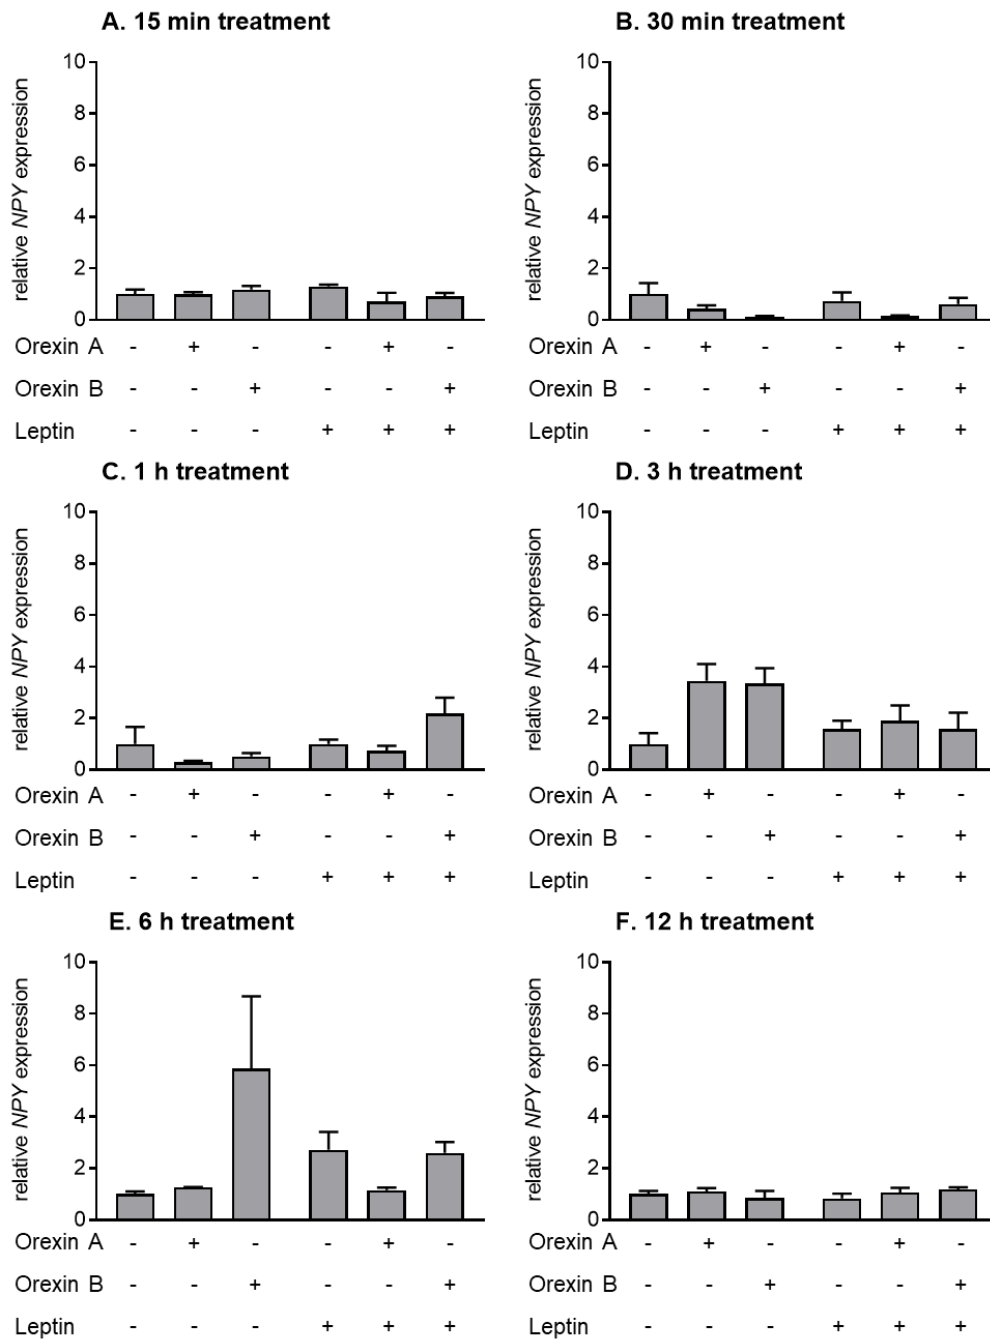 A. 15 min treatment
relative NPY expression
10
8
6
4
2
0
Orexin A - + - - + -
Orexin B - - + - - +
Leptin - - - + + +
B. 30 min treatment
relative NPY expression
10
8
6
4
2
0
Orexin A - + - - + -
Orexin B - - + - - +
Leptin - - - + + +
C. 1 h treatment
relative NPY expression
10
8
6
4
2
0
Orexin A - + - - + -
Orexin B - - + - - +
Leptin - - - + + +
D. 3 h treatment
relative NPY expression
10
8
6
4
2
0
Orexin A - + - - + -
Orexin B - - + - - +
Leptin - - - + + +
E. 6 h treatment
relative NPY expression
10
8
6
4
2
0
Orexin A - + - - + -
Orexin B - - + - - +
Leptin - - - + + +
F. 12 h treatment
relative NPY expression
10
8
6
4
2
0
Orexin A - + - - + -
Orexin B - - + - - +
Leptin - - - + + +